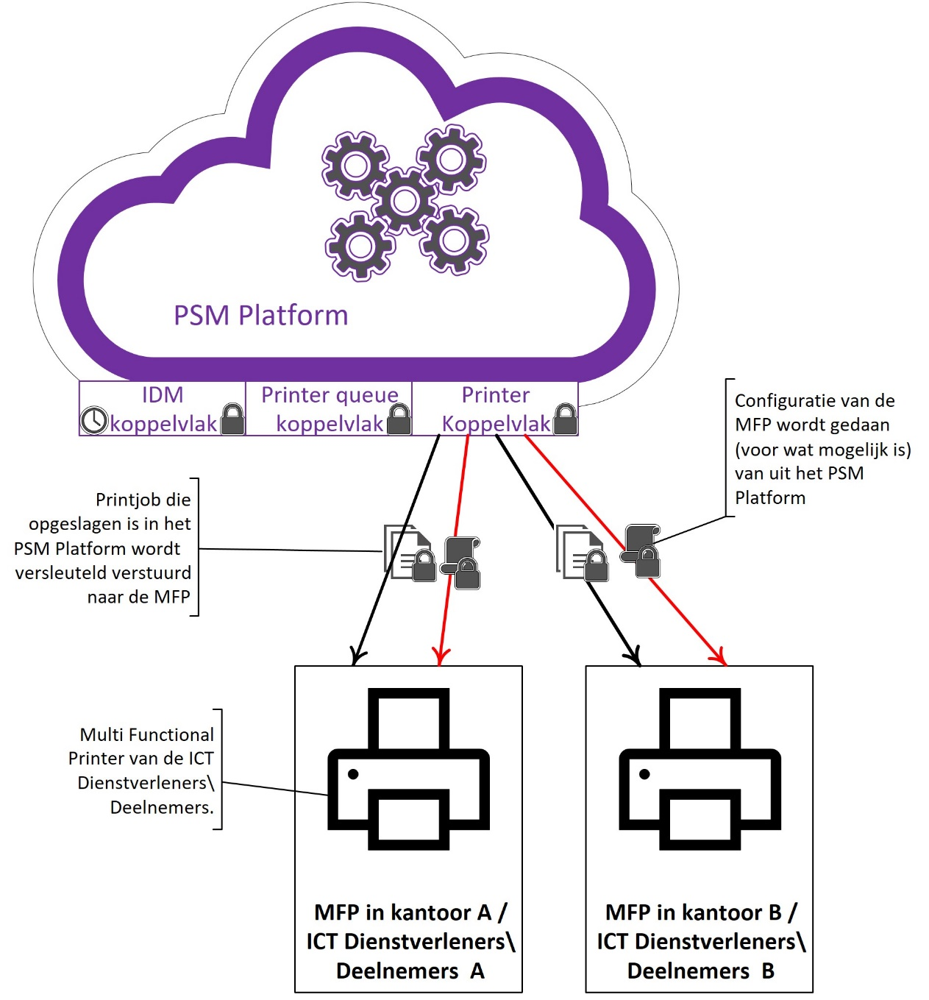 PSM Platform
IDM
koppelvlak
Printer queue
koppelvlak
Printer
Koppelvlak
Configuratie van de
MFP wordt gedaan
(voor wat mogelijk is)
van uit het PSM
Platform
Printjob die
opgeslagen is in het
PSM Platform wordt
versleuteld verstuurd
naar de MFP
Multi Functional
Printer van de ICT
Dienstverleners\
Deelnemers.
MFP in kantoor A /
ICT Dienstverleners\
Deelnemers A
MFP in kantoor B /
ICT Dienstverleners\
Deelnemers B